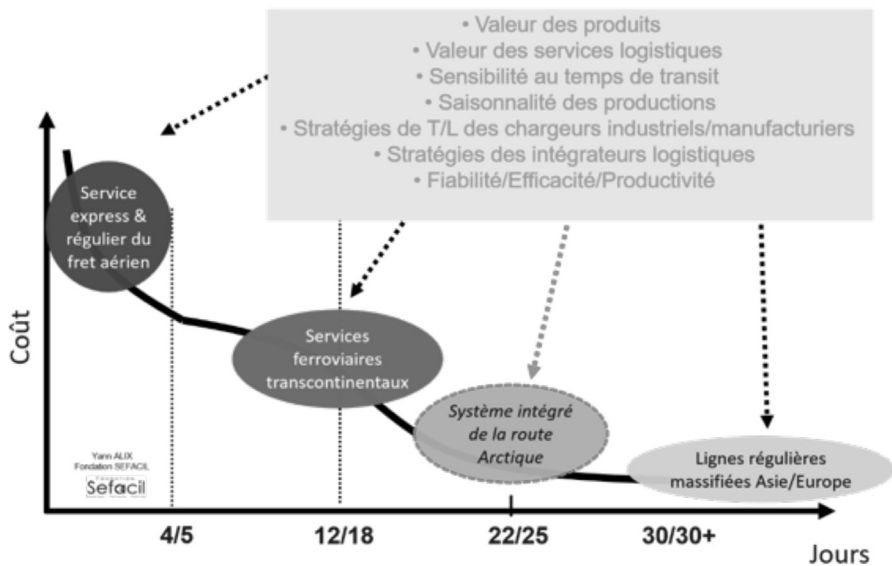 • Valeur des produits
• Valeur des services logistiques
• Sensibilité au temps de transit
• Saisonnalité des productions
• Stratégies de T/L des chargeurs industriels/manufacturiers
• Stratégies des intégrateurs logistiques
• Fiabilité/Efficacité/Productivité
Service
express &
régulier du
fret aérien
Coût
Services
ferroviaires
transcontinentaux
Système intégré
de la route
Arctique
Lignes régulières
massifiées Asie/Europe
Yann ALIX
Fondation SEFACIL
FONDATION
Sefacil
4/5
12/18
22/25
30/30+
Jours